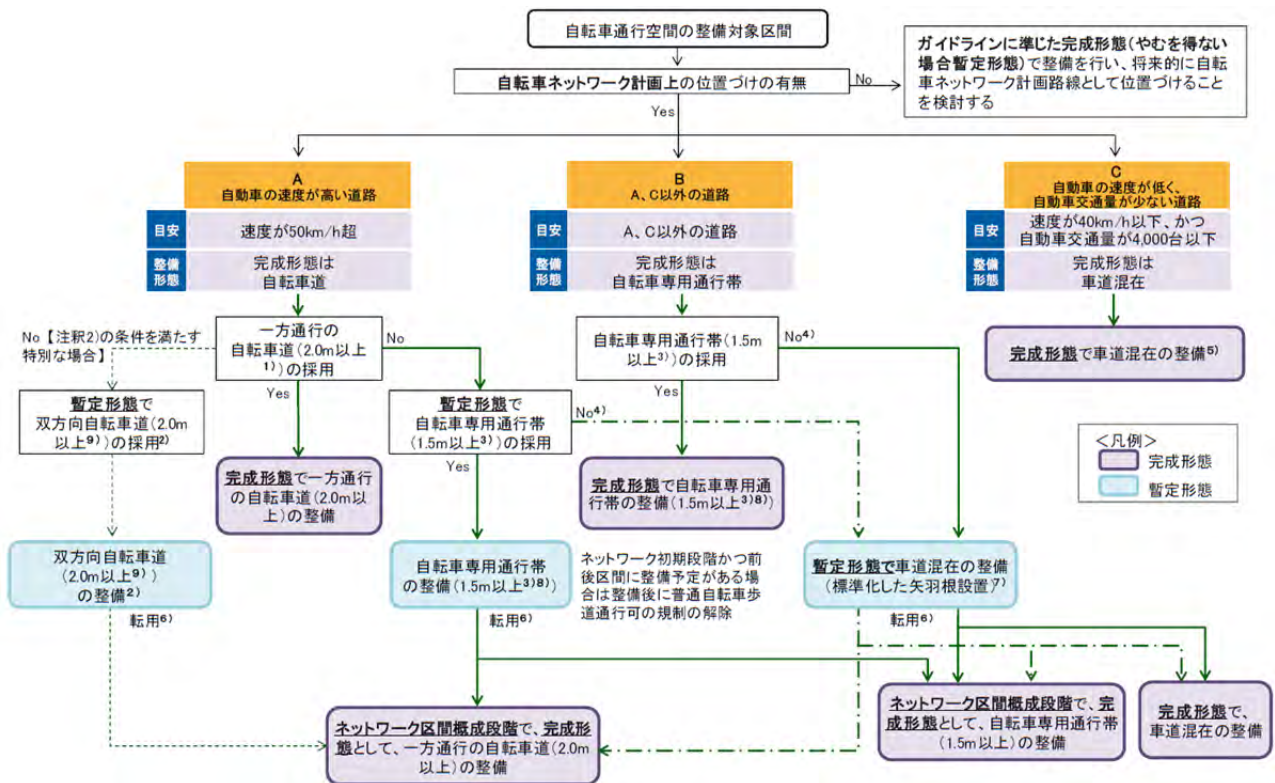 自転車通行空間の整備対象区間
ガイドラインに準じた完成形態(やむを得ない
場合暫定形態)で整備を行い、将来的に自転
車ネットワーク計画路線として位置づけること
を検討する
自転車ネットワーク計画上の位置づけの有無
No
Yes
A
自動車の速度が高い道路
目安
速度が50km/h超
整備
形態
完成形態は
自転車道
B
A、C以外の道路
目安
A、C以外の道路
整備
形態
完成形態は
自転車専用通行帯
C
自動車の速度が低く、
自動車交通量が少ない道路
目安
速度が40km/h以下、かつ
自動車交通量が4,000台以下
整備
形態
完成形態は
車道混在
No【注釈2)の条件を満たす
特別な場合】
一方通行の
自転車道(2.0m以上
1))の採用
No
Yes
自転車専用通行帯(1.5m
以上3))の採用
No4)
Yes
完成形態で車道混在の整備5)
暫定形態で
双方向自転車道(2.0m
以上9))の採用2)
暫定形態で
自転車専用通行帯
(1.5m以上3))の採用
No4)
Yes
<凡例>
完成形態
暫定形態
完成形態で一方通行
の自転車道(2.0m以
上)の整備
完成形態で自転車専用通
行帯の整備(1.5m以上3)8))
双方向自転車道
(2.0m以上9))
の整備2)
自転車専用通行帯
の整備(1.5m以上3)8))
ネットワーク初期段階かつ前
後区間に整備予定がある場
合は整備後に普通自転車歩
道通行可の規制の解除
暫定形態で車道混在の整備
(標準化した矢羽根設置)7)
転用6)
転用6)
転用6)
ネットワーク区間概成段階で、完成形
態として、一方通行の自転車道(2.0m
以上)の整備
ネットワーク区間概成段階で、完
成形態として、自転車専用通行帯
(1.5m以上)の整備
完成形態で、
車道混在の整備